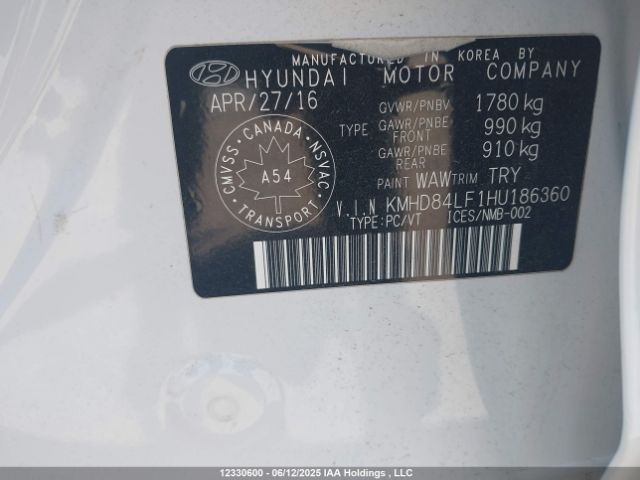 MANUFACTURED IN KOREA BY
HYUNDAI MOTOR COMPANY
APR/27/16
GVWR/PNBV 1780 kg
TYPE GAWR/PNBE FRONT 990 kg
GAWR/PNBE REAR 910 kg
PAINT WAW TRIM TRY
V.I.N KMHD84LF1HU186360
TYPE:PC/VT ICES/NMB-002
CMVSS · CANADA · NSVAC
A54
· TRANSPORT ·
12330600 - 06/12/2025 IAA Holdings , LLC